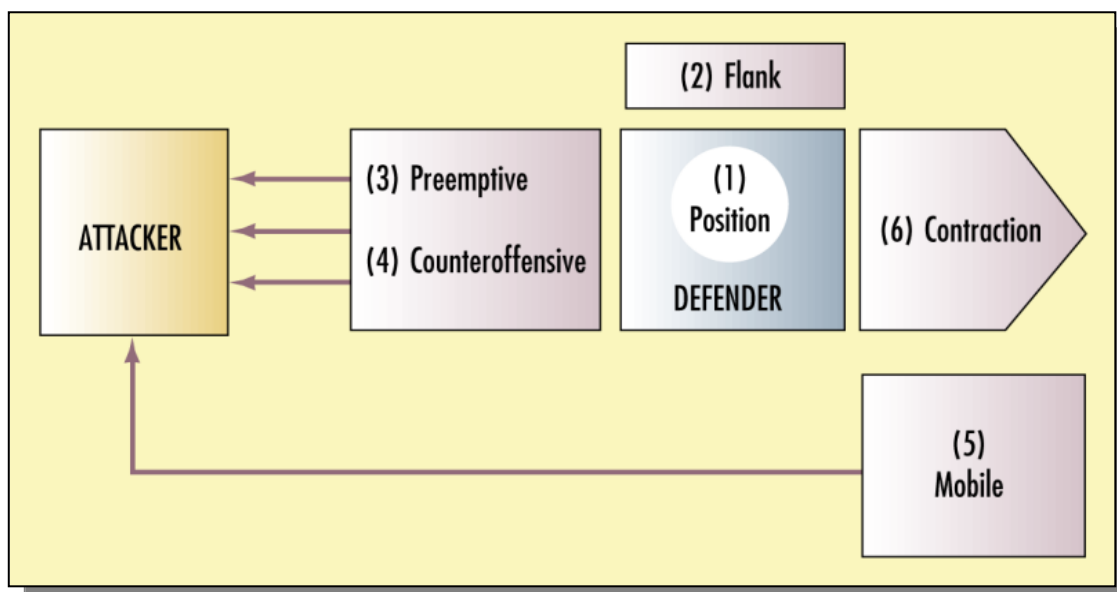 (2) Flank
ATTACKER
(3) Preemptive
(4) Counteroffensive
(1)
Position
DEFENDER
(6) Contraction
(5)
Mobile